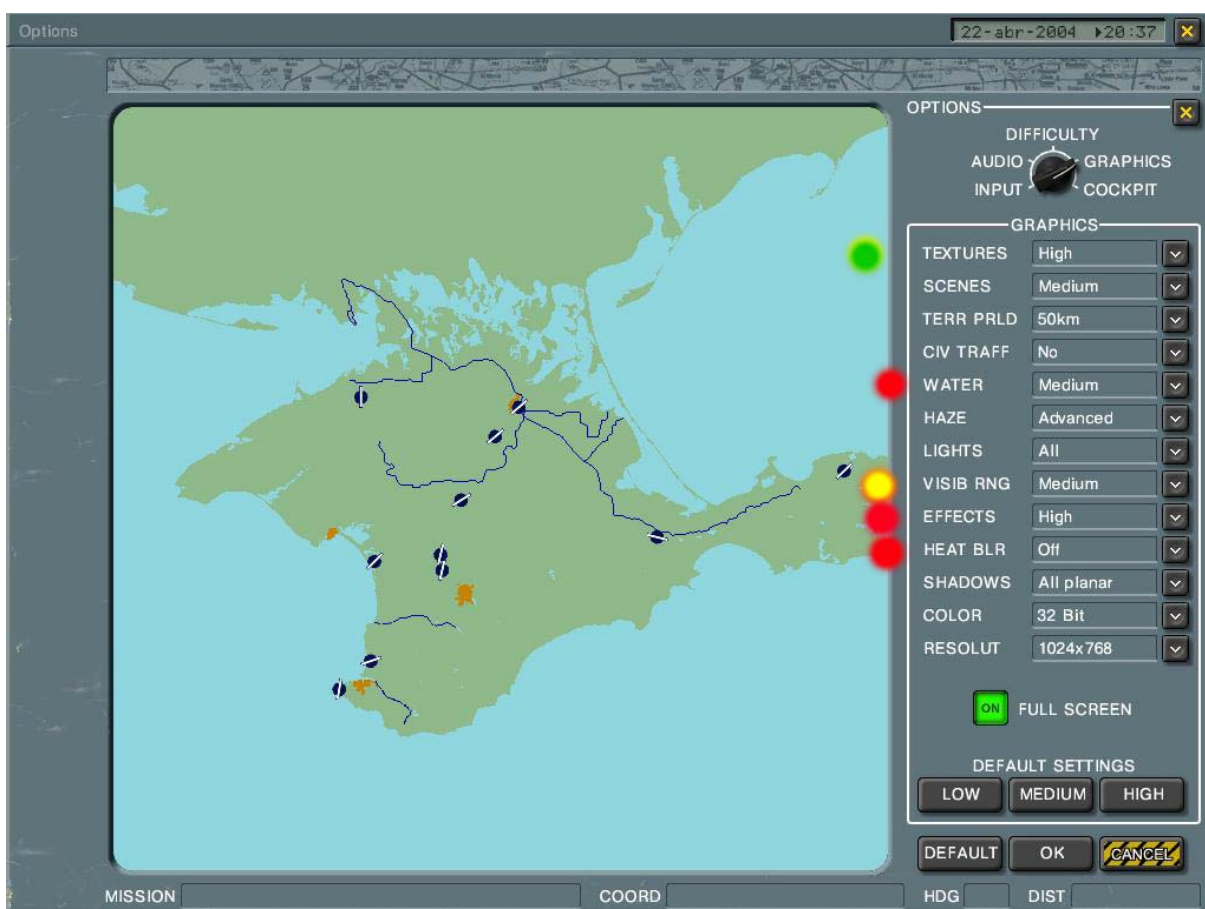 Options
22-abr-2004 ▸20:37
OPTIONS
DIFFICULTY
AUDIO GRAPHICS
INPUT COCKPIT
GRAPHICS
TEXTURES High
SCENES Medium
TERR PRLD 50km
CIV TRAFF No
WATER Medium
HAZE Advanced
LIGHTS All
VISIB RNG Medium
EFFECTS High
HEAT BLR Off
SHADOWS All planar
COLOR 32 Bit
RESOLUT 1024x768
ON FULL SCREEN
DEFAULT SETTINGS
LOW MEDIUM HIGH
DEFAULT OK CANCEL
MISSION COORD HDG DIST